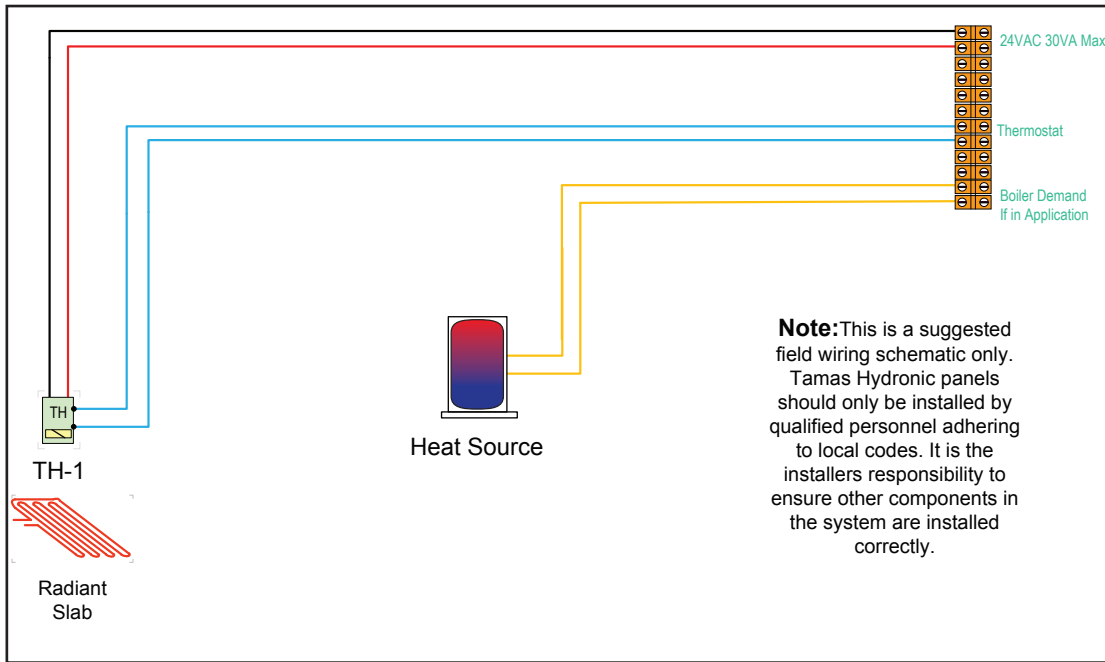 24VAC 30VA Max
Thermostat
Boiler Demand
If in Application
TH
TH-1
Radiant
Slab
Heat Source
Note:This is a suggested
field wiring schematic only.
Tamas Hydronic panels
should only be installed by
qualified personnel adhering
to local codes. It is the
installers responsibility to
ensure other components in
the system are installed
correctly.